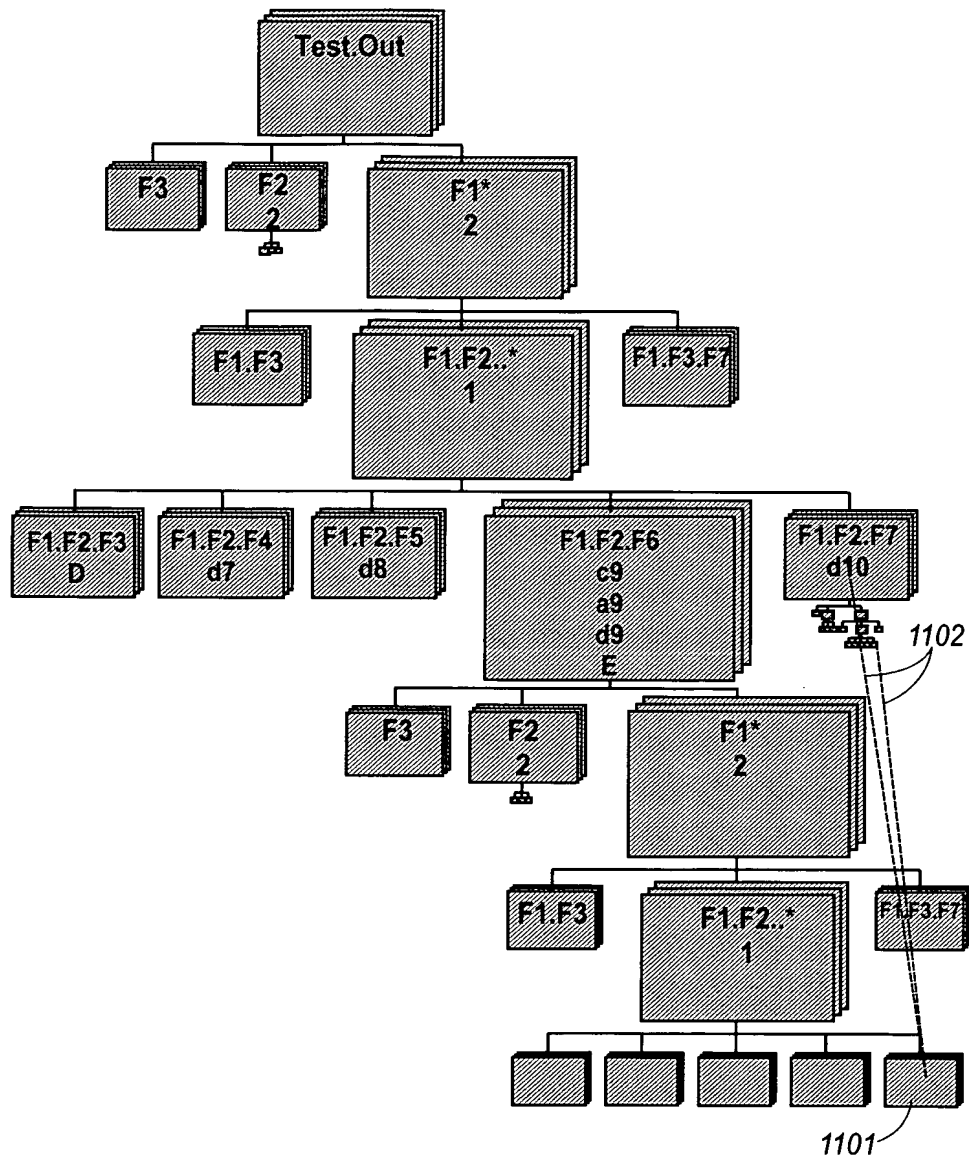 Test.Out
F3
F2
2
F1*
2
F1.F3
F1.F2..*
1
F1.F3.F7
F1.F2.F3
D
F1.F2.F4
d7
F1.F2.F5
d8
F1.F2.F6
c9
a9
d9
E
F1.F2.F7
d10
1102
F3
F2
2
F1*
2
F1.F3
F1.F2..*
1
F1.F3.F7
1101